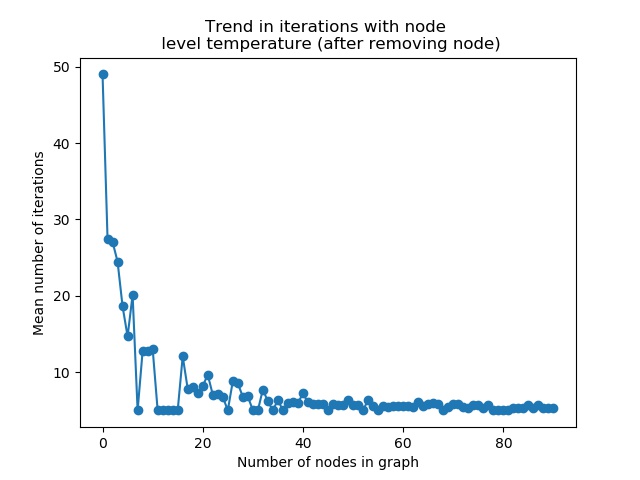 Trend in iterations with node
level temperature (after removing node)
50
40
30
20
10
Mean number of iterations
0
20
40
60
80
Number of nodes in graph